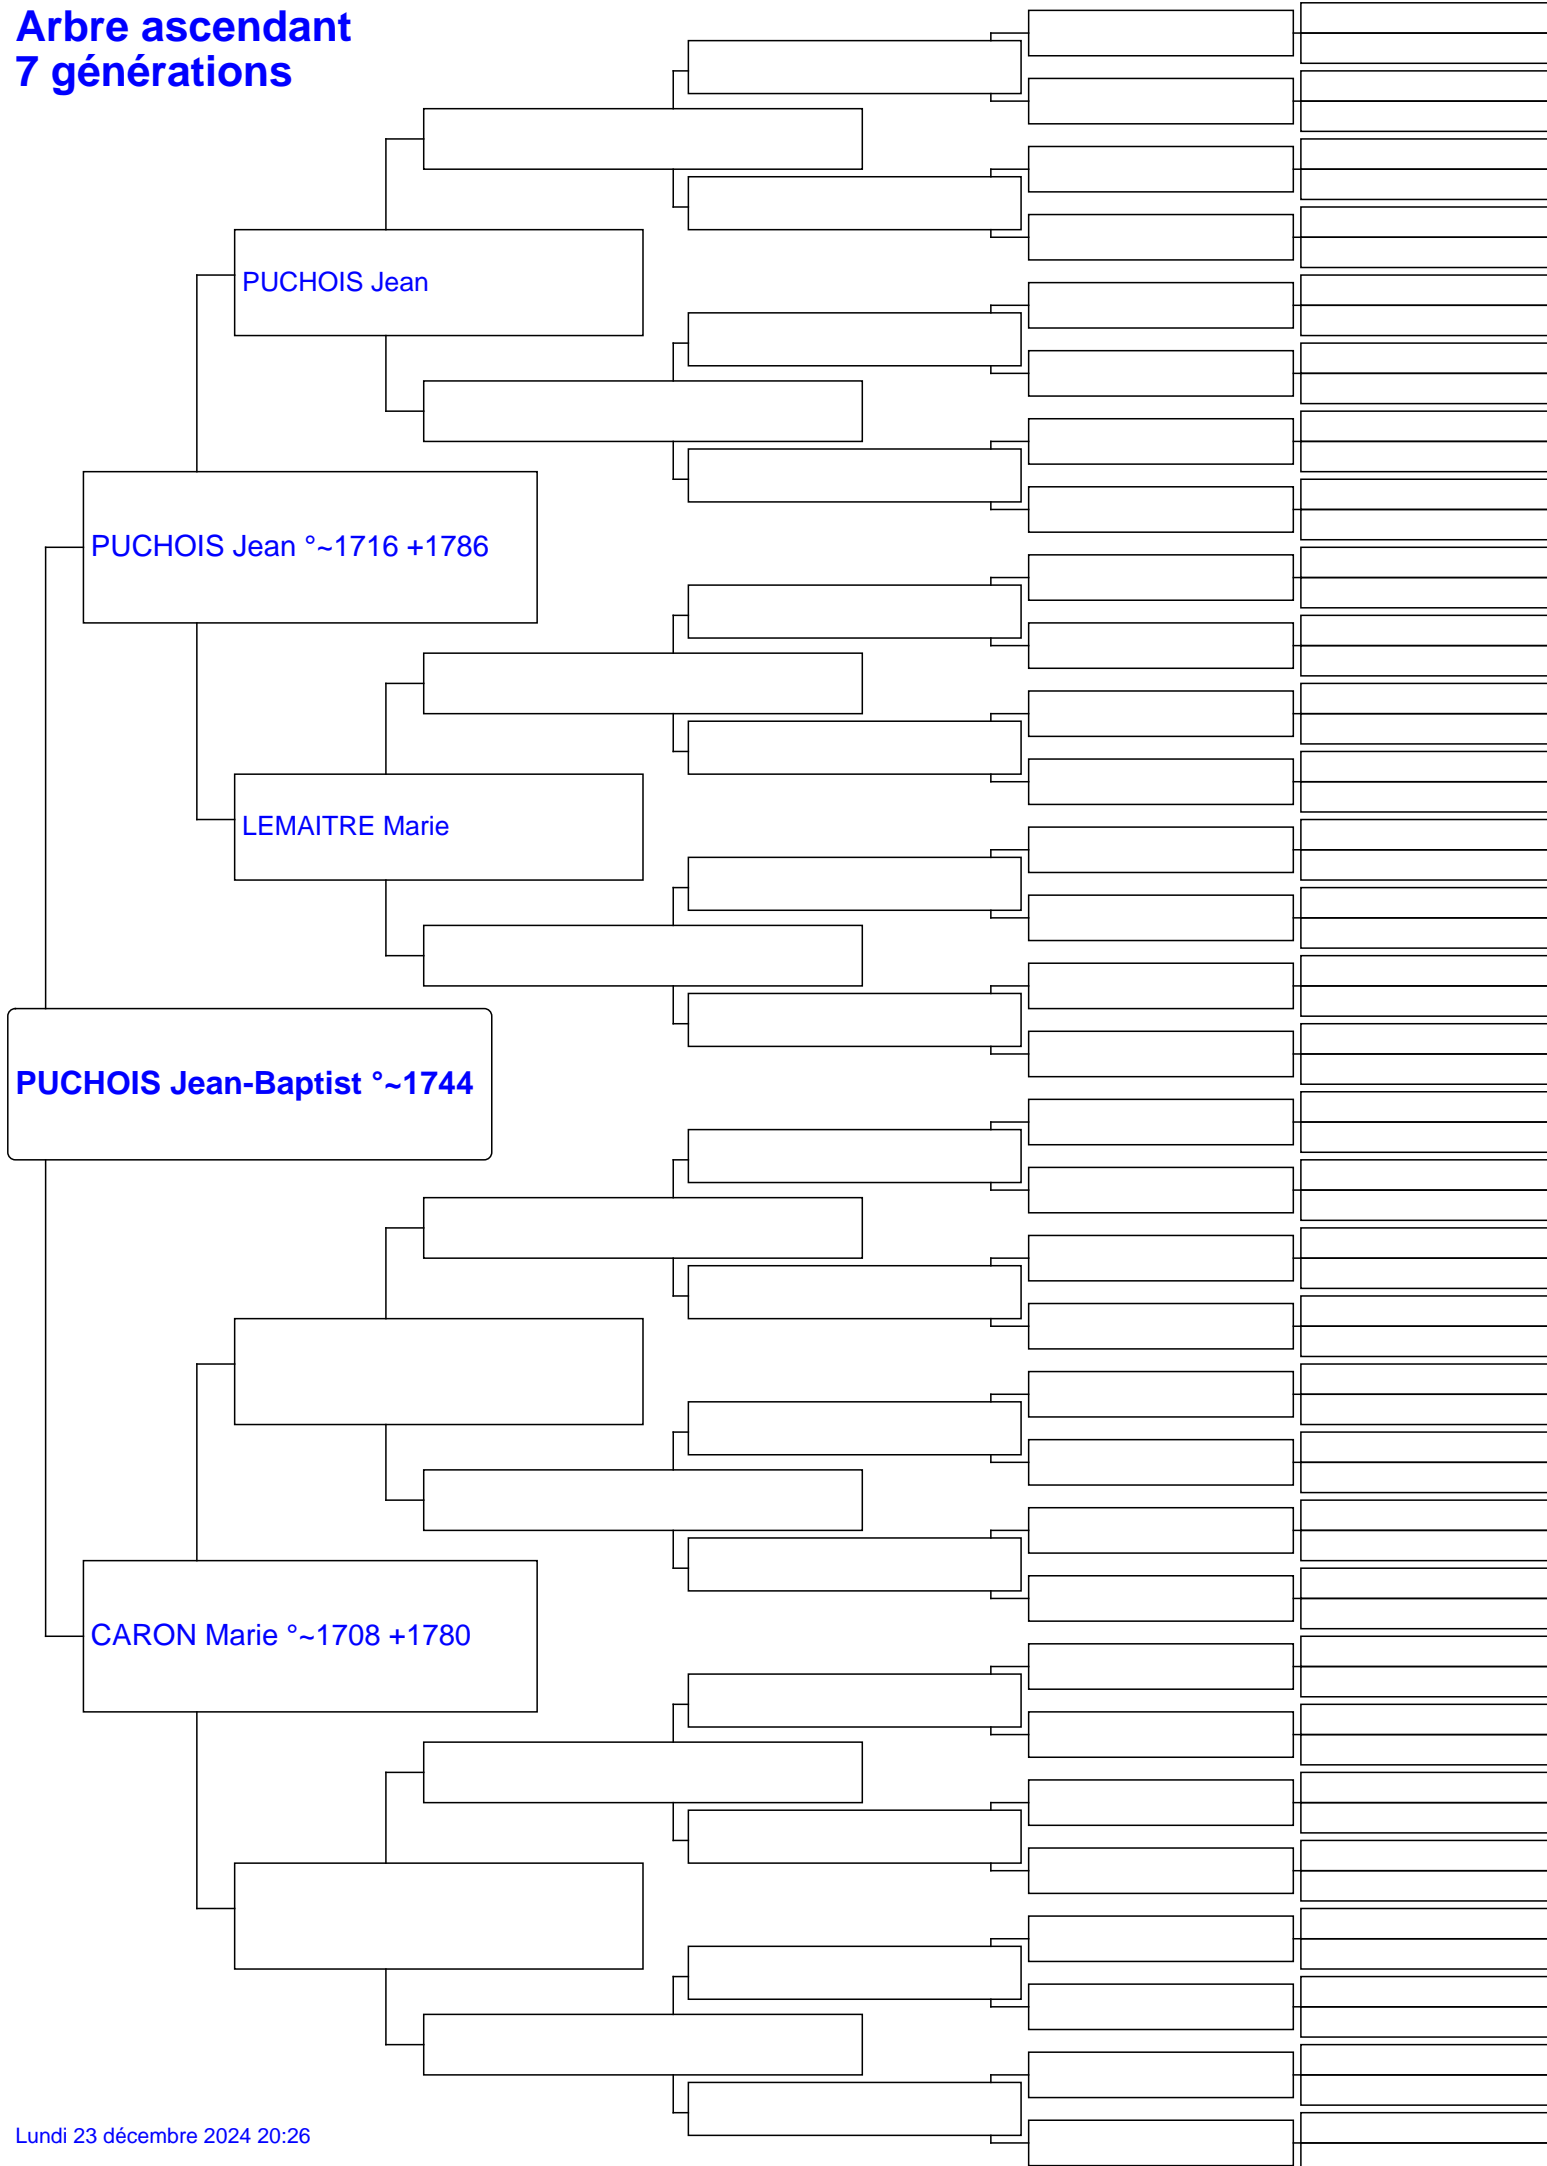 Arbre ascendant
7 générations
PUCHOIS Jean
PUCHOIS Jean °~1716 +1786
LEMAITRE Marie
PUCHOIS Jean-Baptist °~1744
CARON Marie °~1708 +1780
Lundi 23 décembre 2024 20:26